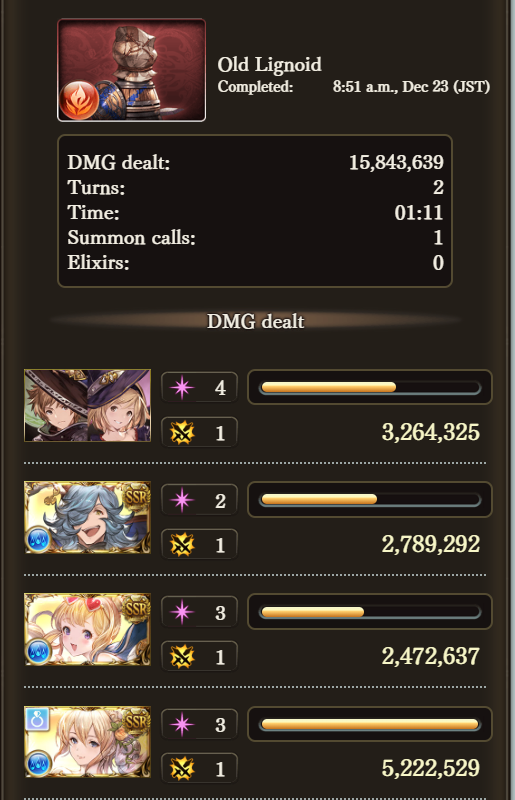 Old Lignoid
Completed: 8:51 a.m., Dec 23 (JST)
DMG dealt: 15,843,639
Turns: 2
Time: 01:11
Summon calls: 1
Elixirs: 0
DMG dealt
4
1 3,264,325
SSR 2
1 2,789,292
SSR 3
1 2,472,637
SSR 3
1 5,222,529